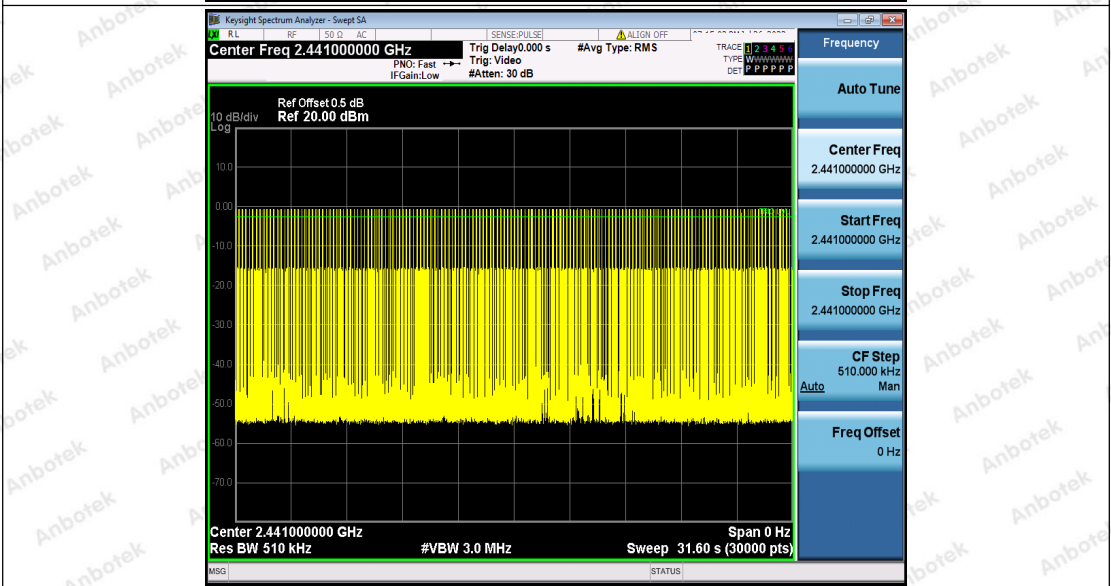 Keysight Spectrum Analyzer - Swept SA
RL RF 50 Ω AC SENSE:PULSE ALIGN OFF
Center Freq 2.441000000 GHz
PNO: Fast
IFGain:Low
Trig Delay0.000 s
Trig: Video
#Atten: 30 dB
#Avg Type: RMS
TRACE 1 2 3 4 5 6
TYPE WWWWWW
DET P P P P P P
Frequency
Auto Tune
Center Freq
2.441000000 GHz
Start Freq
2.441000000 GHz
Stop Freq
2.441000000 GHz
CF Step
510.000 kHz
Auto Man
Freq Offset
0 Hz
Ref Offset 0.5 dB
10 dB/div Ref 20.00 dBm
Log
10.0
0.00
-10.0
-20.0
-30.0
-40.0
-50.0
-60.0
-70.0
Center 2.441000000 GHz Span 0 Hz
Res BW 510 kHz #VBW 3.0 MHz Sweep 31.60 s (30000 pts)
MSG STATUS
Anbotek